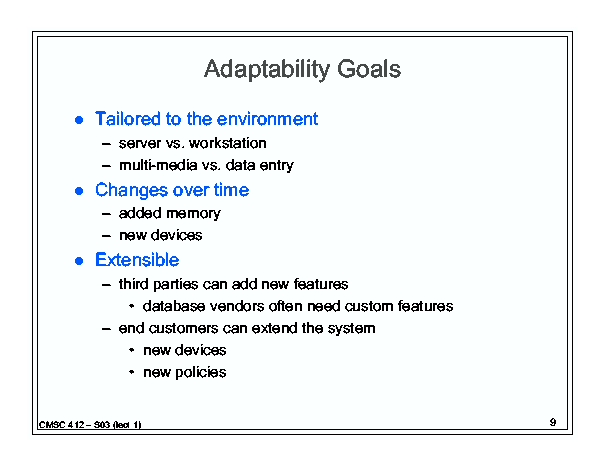 Adaptability Goals
● Tailored to the environment
– server vs. workstation
– multi-media vs. data entry
● Changes over time
– added memory
– new devices
● Extensible
– third parties can add new features
• database vendors often need custom features
– end customers can extend the system
• new devices
• new policies
CMSC 412 – S03 (lect 1)
9